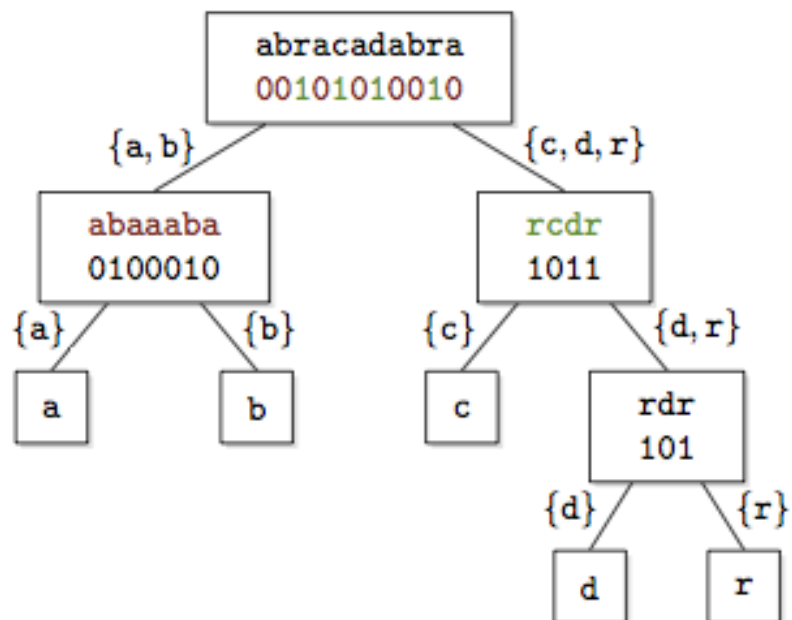 abracadabra
00101010010
{a, b}
{c, d, r}
abaaaba
0100010
rcdr
1011
{a}
{b}
{c}
{d, r}
a
b
c
rdr
101
{d}
{r}
d
r